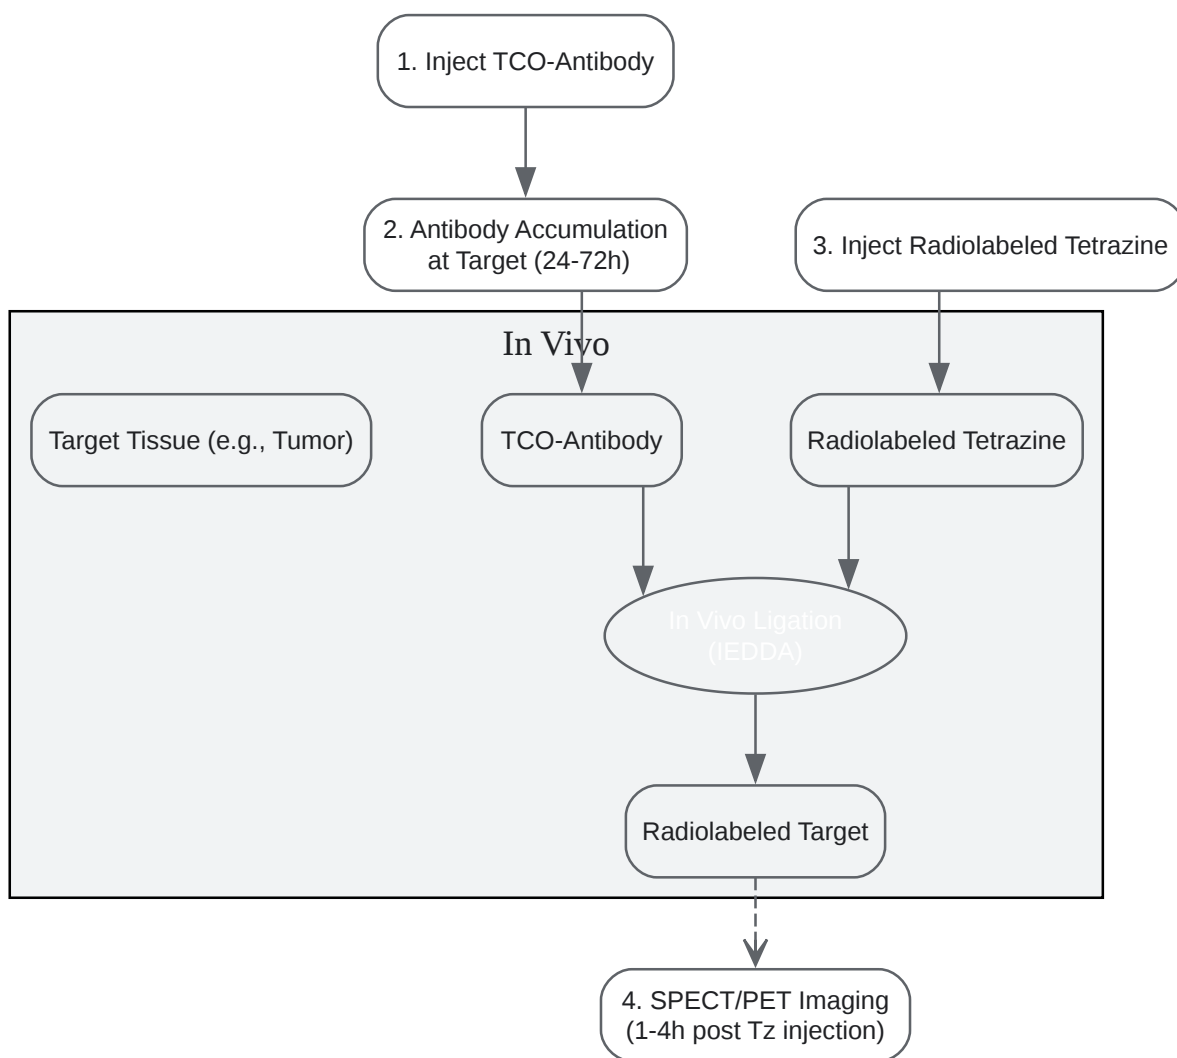 1. Inject TCO-Antibody
2. Antibody Accumulation
at Target (24-72h)
3. Inject Radiolabeled Tetrazine
In Vivo
Target Tissue (e.g., Tumor)
TCO-Antibody
Radiolabeled Tetrazine
In Vivo Ligation
(IEDDA)
Radiolabeled Target
4. SPECT/PET Imaging
(1-4h post Tz injection)